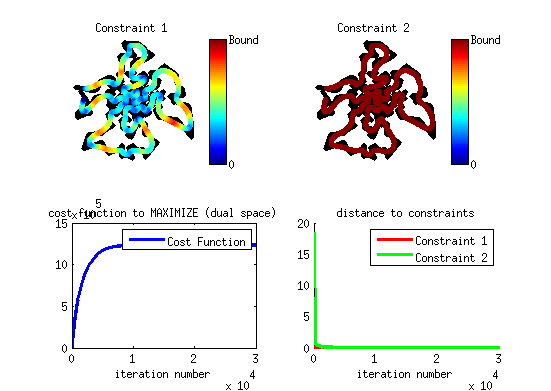 Constraint 1
Constraint 2
Bound
0
Bound
0
cost function to MAXIMIZE (dual space)
x 10
5
15
10
5
0
Cost Function
0
1
2
3
iteration number
x 10
4
distance to constraints
20
15
10
5
0
Constraint 1
Constraint 2
0
1
2
3
iteration number
x 10
4